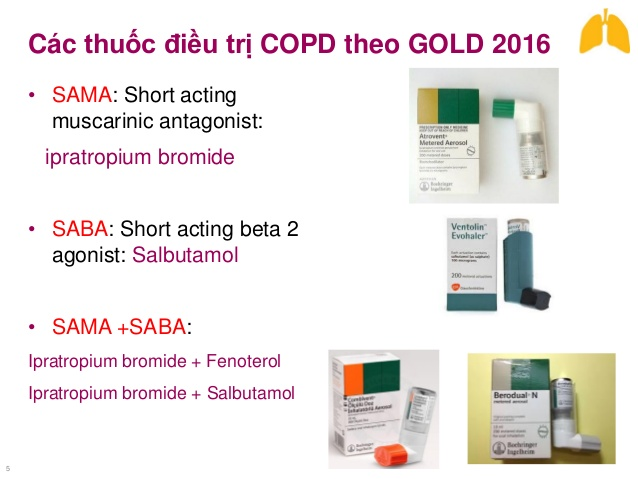 Các thuốc điều trị COPD theo GOLD 2016
• SAMA: Short acting
muscarinic antagonist:
ipratropium bromide
Atrovent
Metered Aerosol
Boehringer
Ingelheim
• SABA: Short acting beta 2
agonist: Salbutamol
Ventolin
Evohaler
200
• SAMA +SABA:
Ipratropium bromide + Fenoterol
Ipratropium bromide + Salbutamol
Boehringer
Ingelheim
Berodual N
metered aerosol
Boehringer
Ingelheim
5